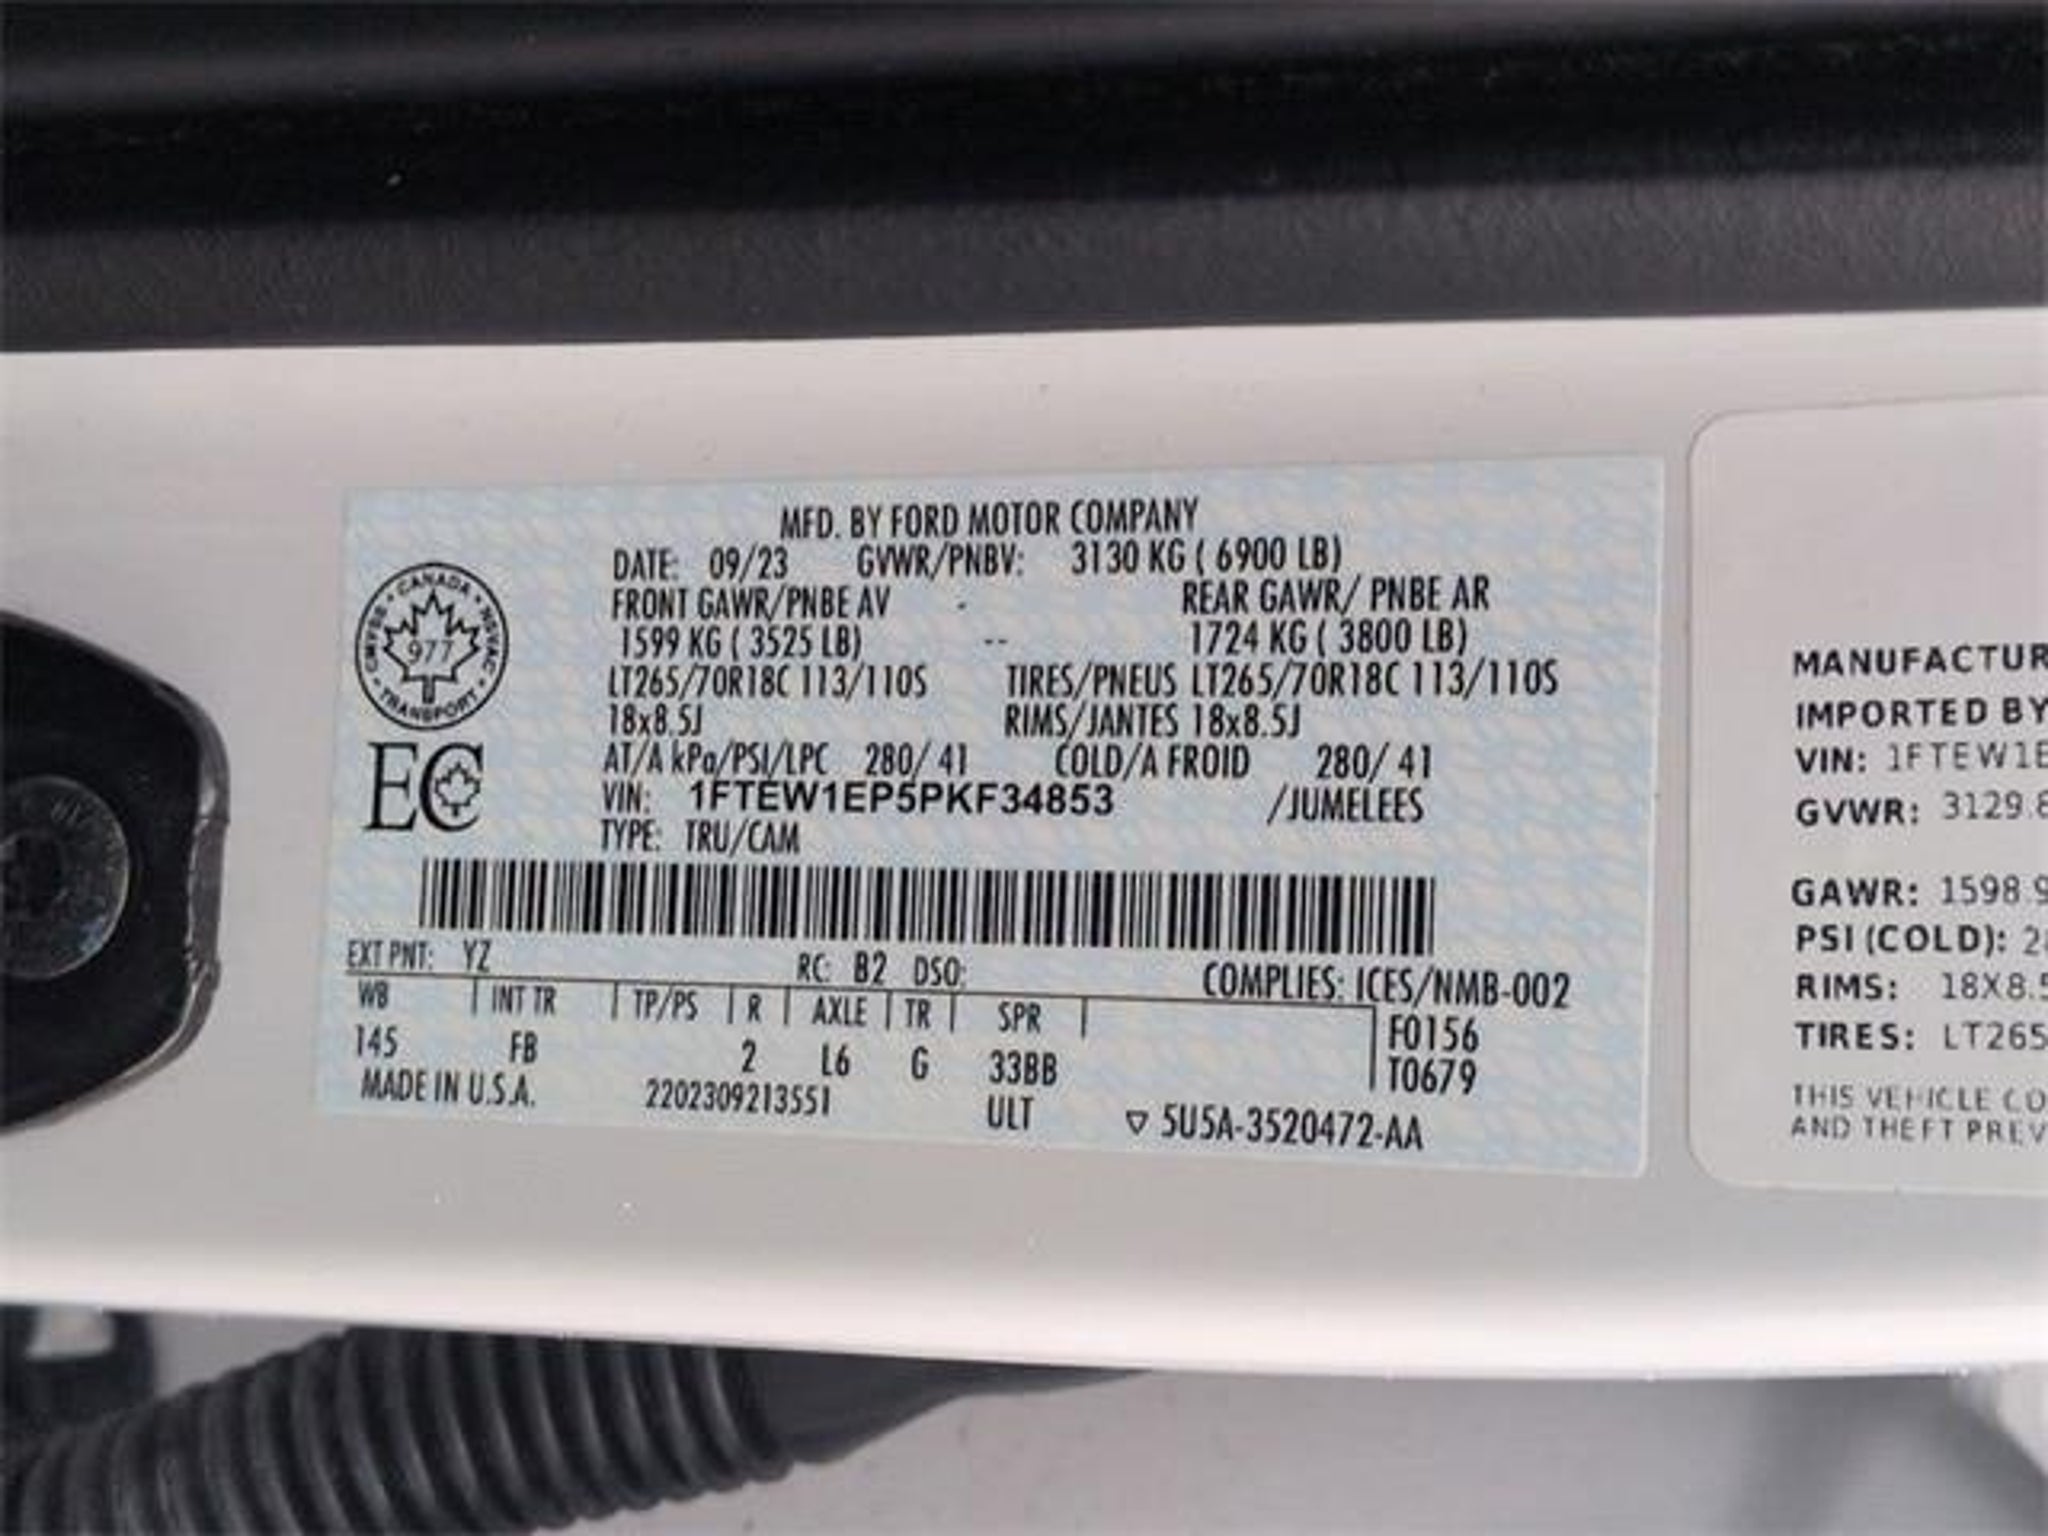 MFD. BY FORD MOTOR COMPANY
DATE: 09/23 GVWR/PNBV: 3130 KG ( 6900 LB)
FRONT GAWR/PNBE AV - REAR GAWR/ PNBE AR
1599 KG ( 3525 LB) -- 1724 KG ( 3800 LB)
LT265/70R18C 113/110S TIRES/PNEUS LT265/70R18C 113/110S
18x8.5J RIMS/JANTES 18x8.5J
AT/A kPa/PSI/LPC 280/ 41 COLD/A FROID 280/ 41
VIN: 1FTEW1EP5PKF34853 /JUMELEES
TYPE: TRU/CAM
CANADA · NSVAC · TRANSPORT · CMVSS ·
977
EC
EXT PNT: YZ RC: B2 DSO: COMPLIES: ICES/NMB-002
WB INT TR TP/PS R AXLE TR SPR F0156
145 FB 2 L6 G 33BB T0679
MADE IN U.S.A. 2202309213551 ULT ▽ 5U5A-3520472-AA
MANUFACTUR
IMPORTED BY
VIN: 1FTEW1E
GVWR: 3129.8
GAWR: 1598.9
PSI (COLD): 28
RIMS: 18X8.5
TIRES: LT265
THIS VEHICLE CO
AND THEFT PREV